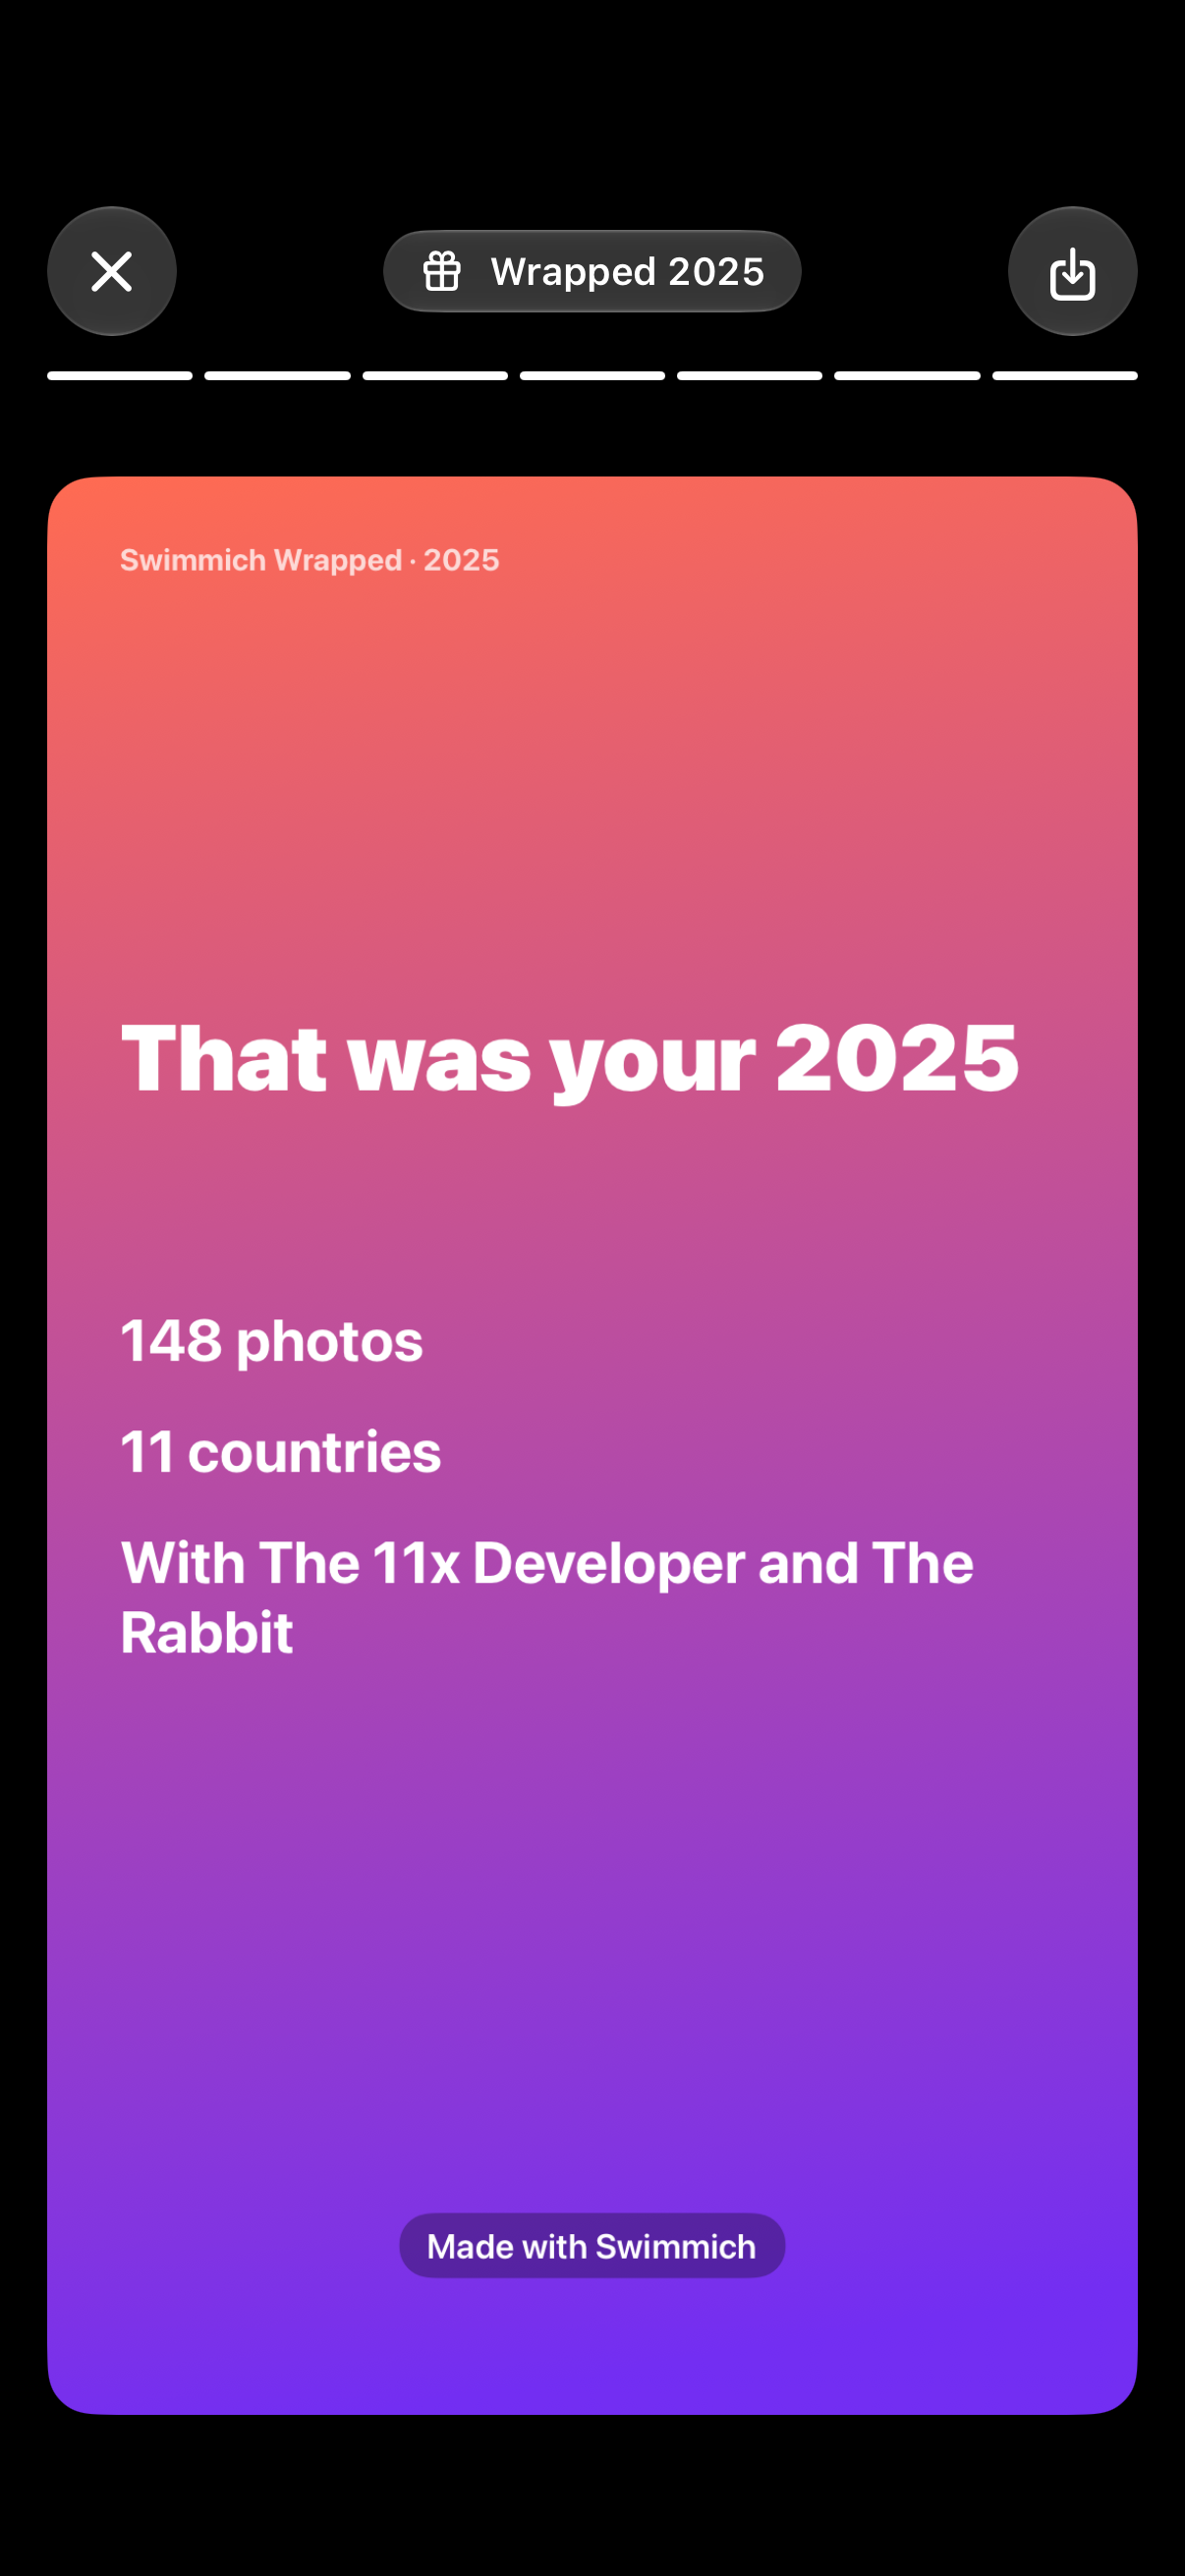 Wrapped 2025
Swimmich Wrapped · 2025
That was your 2025
148 photos
11 countries
With The 11x Developer and The
Rabbit
Made with Swimmich